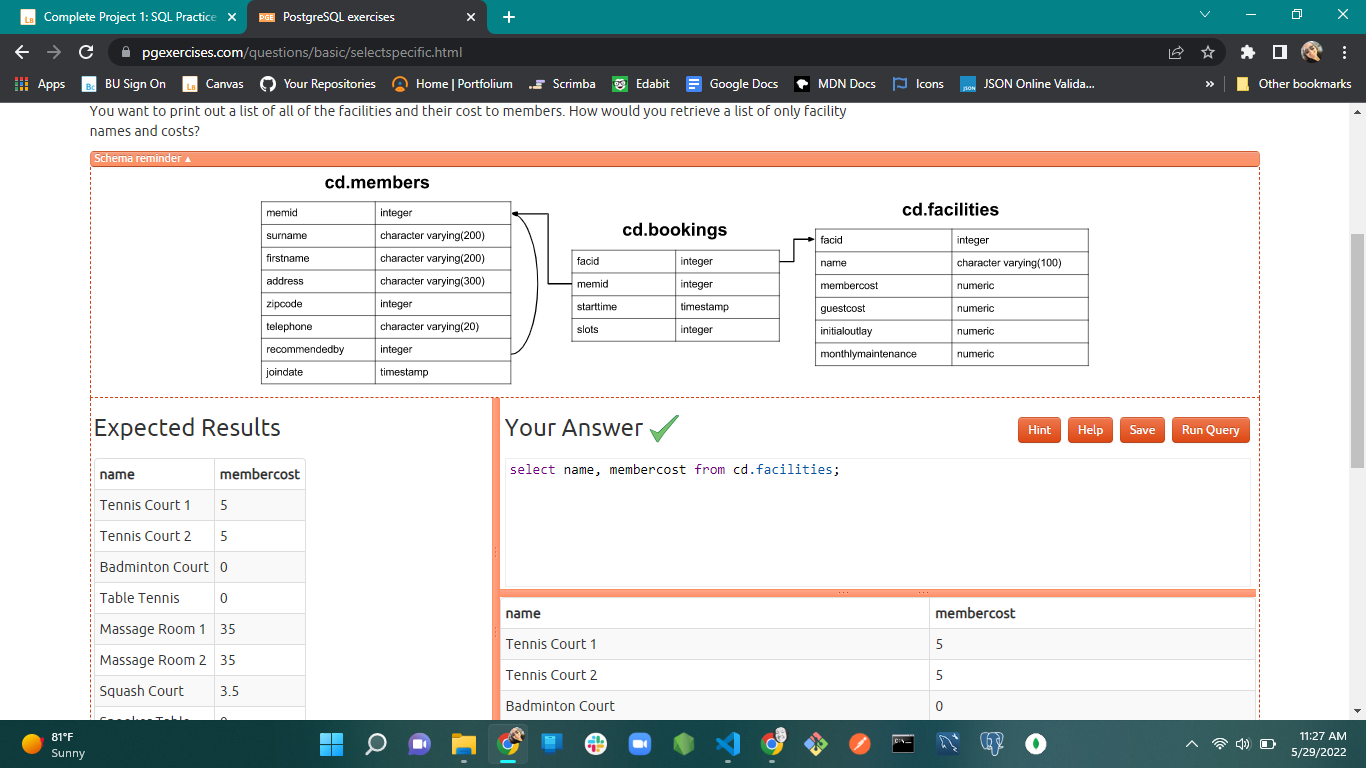 Complete Project 1: SQL Practice
PostgreSQL exercises
pgexercises.com/questions/basic/selectspecific.html
Apps
BU Sign On
Canvas
Your Repositories
Home | Portfolium
Scrimba
Edabit
Google Docs
MDN Docs
Icons
JSON Online Valida...
»
Other bookmarks
You want to print out a list of all of the facilities and their cost to members. How would you retrieve a list of only facility
names and costs?
Schema reminder ▲
cd.members
memid integer
surname character varying(200)
firstname character varying(200)
address character varying(300)
zipcode integer
telephone character varying(20)
recommendedby integer
joindate timestamp
cd.bookings
facid integer
memid integer
starttime timestamp
slots integer
cd.facilities
facid integer
name character varying(100)
membercost numeric
guestcost numeric
initialoutlay numeric
monthlymaintenance numeric
Expected Results
name membercost
Tennis Court 1 5
Tennis Court 2 5
Badminton Court 0
Table Tennis 0
Massage Room 1 35
Massage Room 2 35
Squash Court 3.5
Your Answer
Hint
Help
Save
Run Query
select name, membercost from cd.facilities;
name membercost
Tennis Court 1 5
Tennis Court 2 5
Badminton Court 0
81°F
Sunny
11:27 AM
5/29/2022